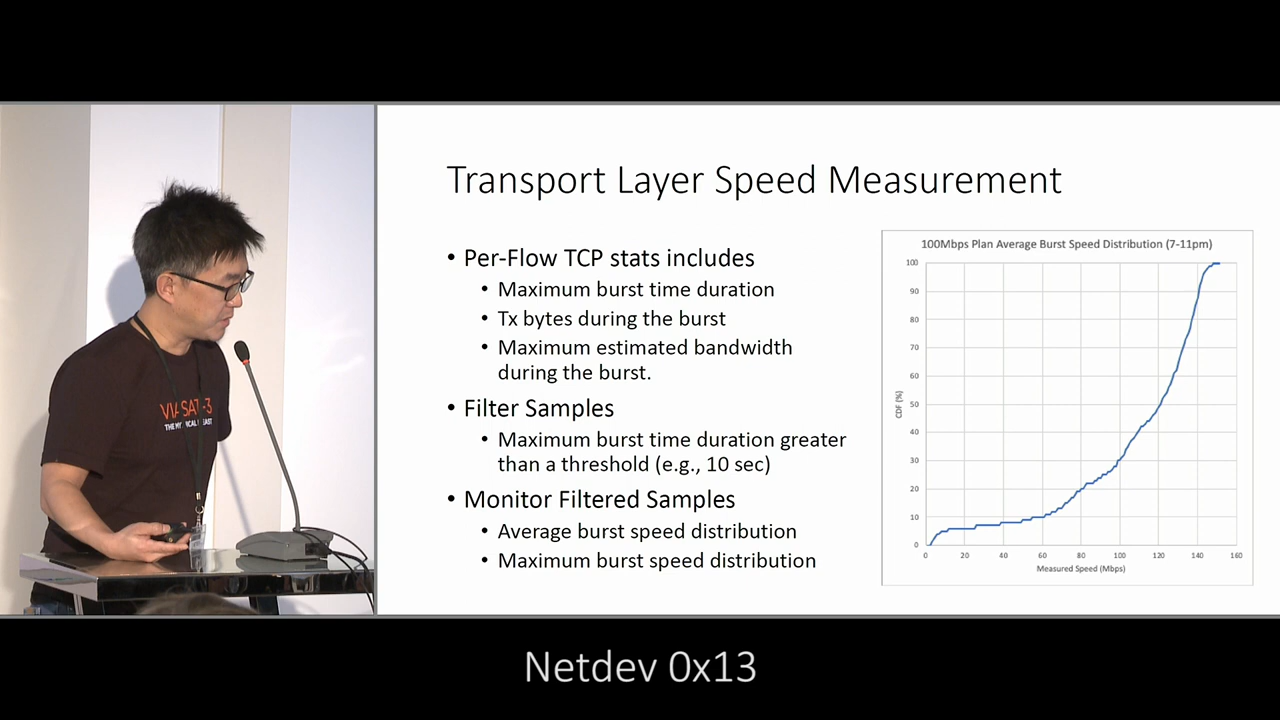 Transport Layer Speed Measurement
• Per-Flow TCP stats includes
• Maximum burst time duration
• Tx bytes during the burst
• Maximum estimated bandwidth
during the burst.
• Filter Samples
• Maximum burst time duration greater
than a threshold (e.g., 10 sec)
• Monitor Filtered Samples
• Average burst speed distribution
• Maximum burst speed distribution
100Mbps Plan Average Burst Speed Distribution (7-11pm)
100
90
80
70
60
50
40
30
20
10
0
CDF (%)
0 20 40 60 80 100 120 140 160
Measured Speed (Mbps)
VIASAT-3
THE
Netdev 0x13